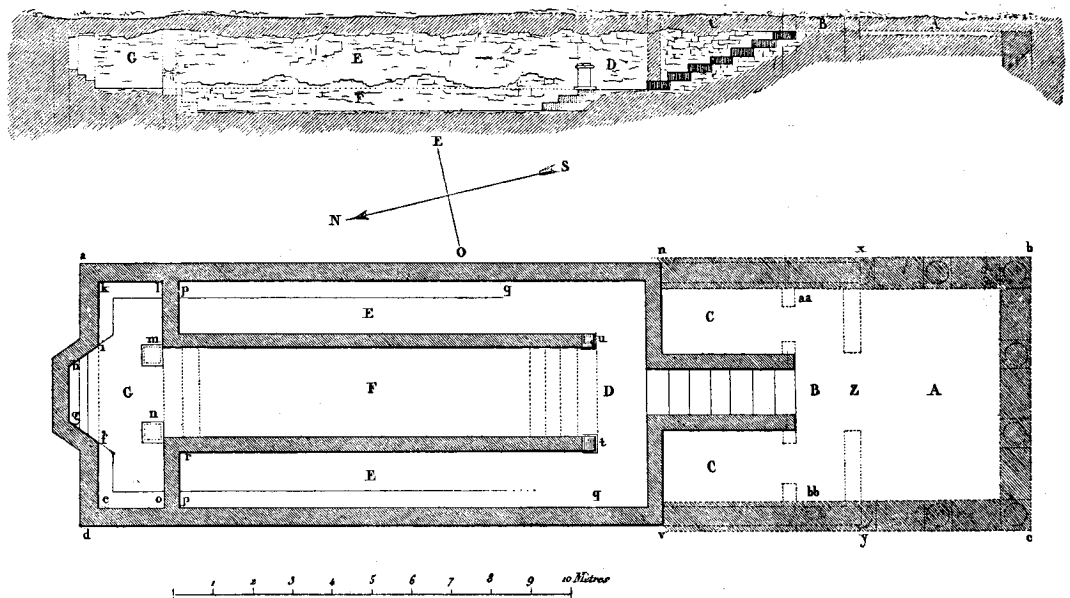 t B A
G E D
F
E
S
N
O
a n x b
k l p q
E C aa
m u
i
h
G F D B Z A
g n
f t
r
E C
e o p q bb
d v y c
1 2 3 4 5 6 7 8 9 10 Mètres